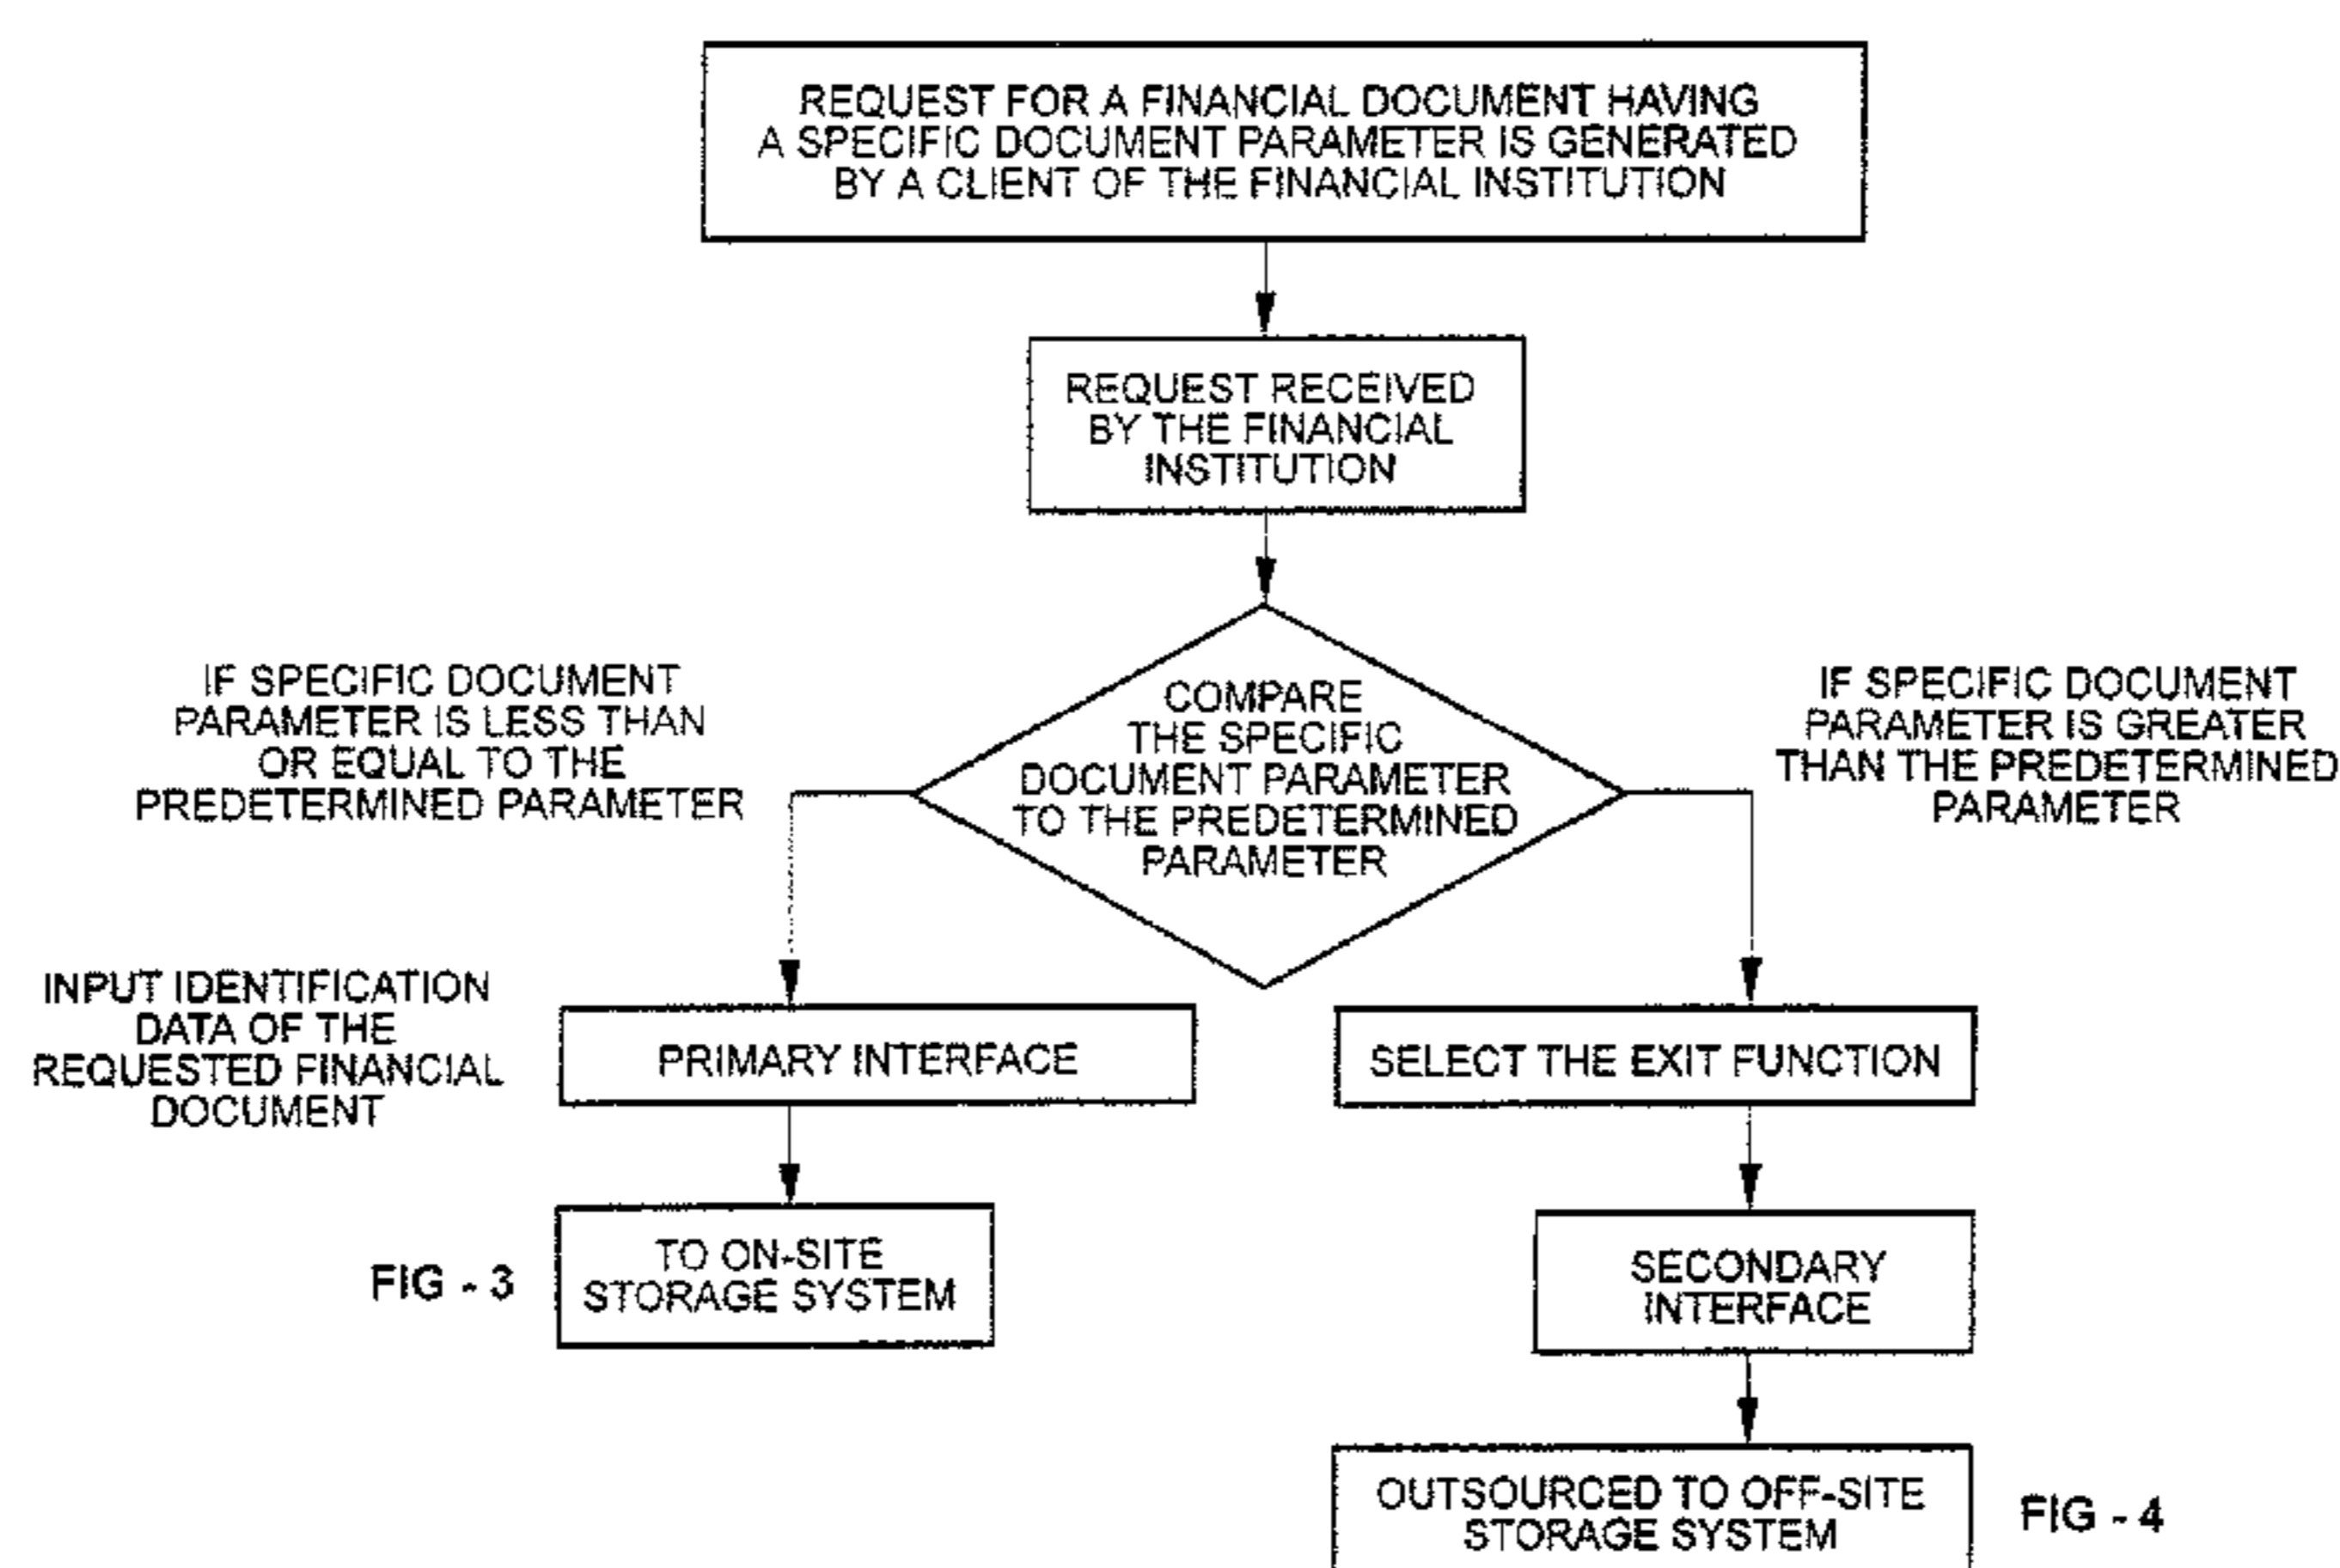 REQUEST FOR A FINANCIAL DOCUMENT HAVING
A SPECIFIC DOCUMENT PARAMETER IS GENERATED
BY A CLIENT OF THE FINANCIAL INSTITUTION
REQUEST RECEIVED
BY THE FINANCIAL
INSTITUTION
IF SPECIFIC DOCUMENT
PARAMETER IS LESS THAN
OR EQUAL TO THE
PREDETERMINED PARAMETER
COMPARE
THE SPECIFIC
DOCUMENT PARAMETER
TO THE PREDETERMINED
PARAMETER
IF SPECIFIC DOCUMENT
PARAMETER IS GREATER
THAN THE PREDETERMINED
PARAMETER
INPUT IDENTIFICATION
DATA OF THE
REQUESTED FINANCIAL
DOCUMENT
PRIMARY INTERFACE
SELECT THE EXIT FUNCTION
FIG - 3
TO ON-SITE
STORAGE SYSTEM
SECONDARY
INTERFACE
OUTSOURCED TO OFF-SITE
STORAGE SYSTEM
FIG - 4